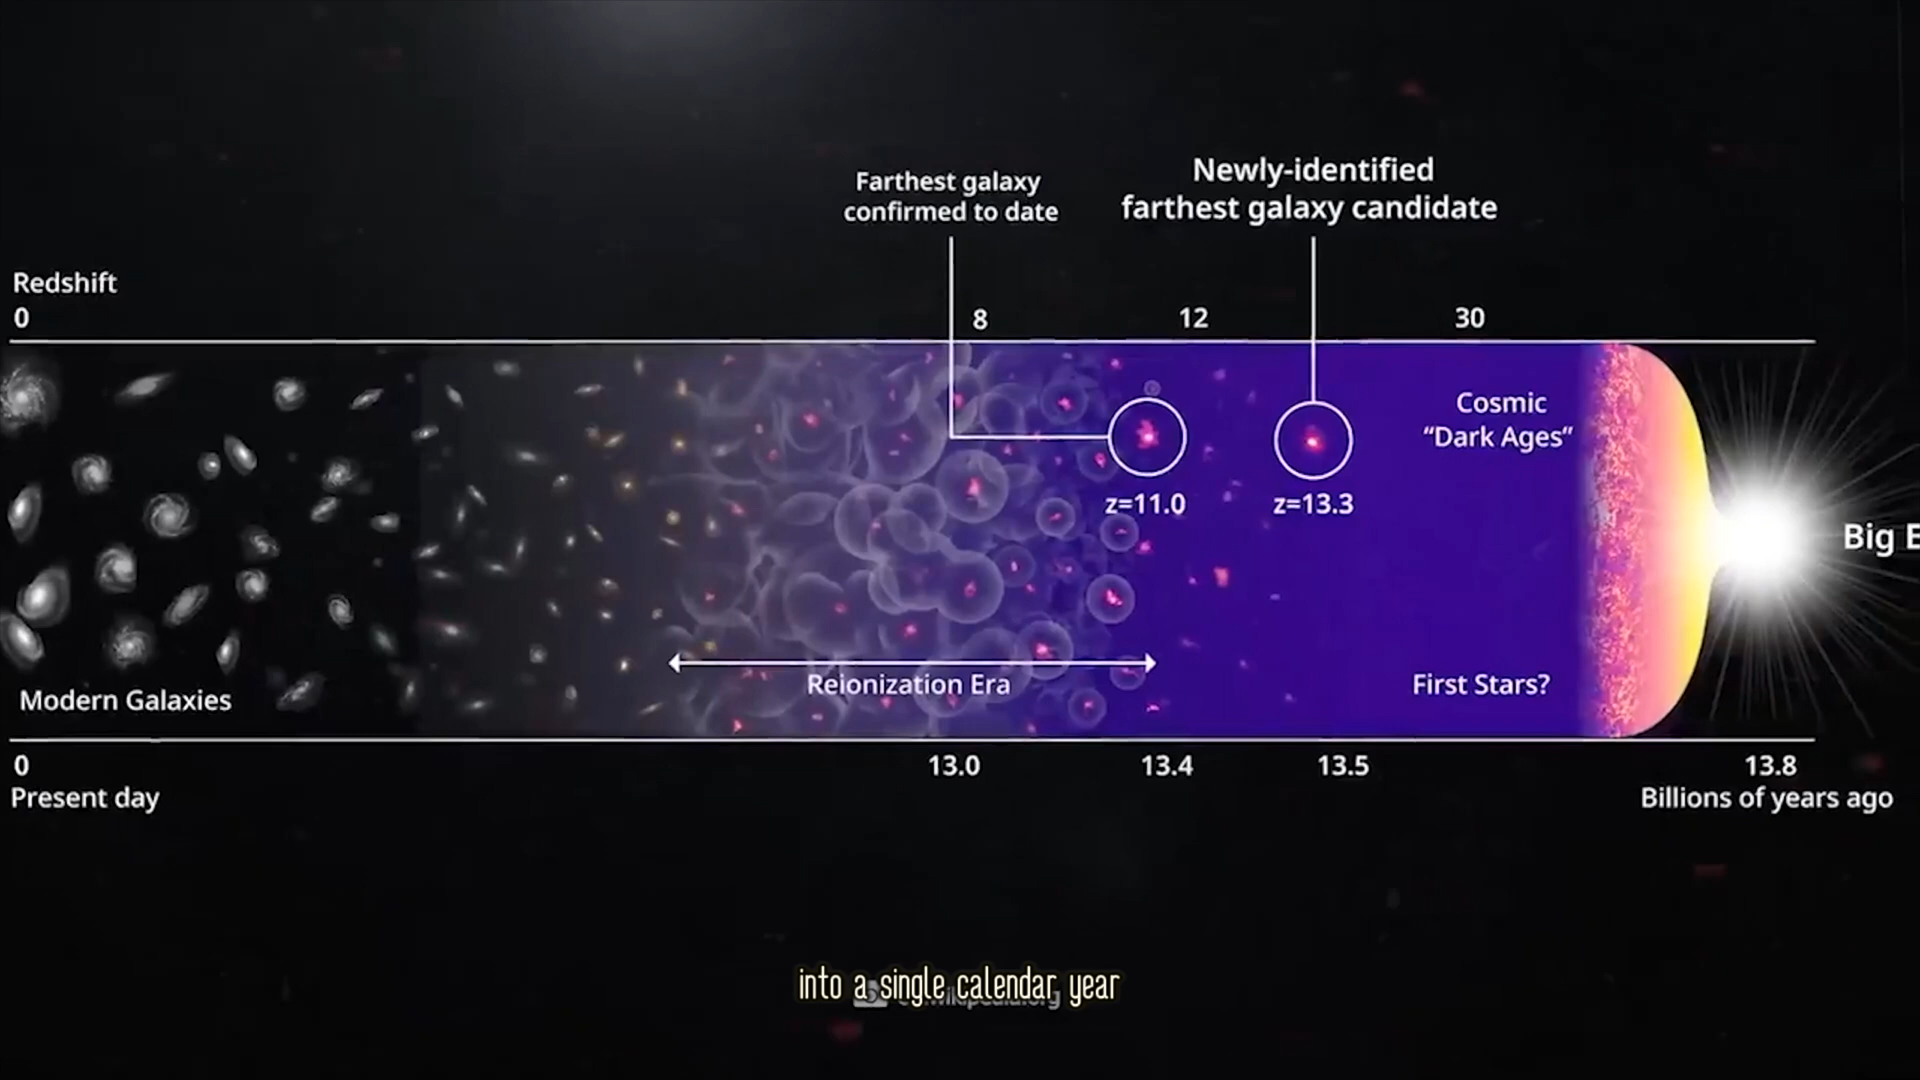 Farthest galaxy
confirmed to date
Newly-identified
farthest galaxy candidate
Redshift
0
8
12
30
Cosmic
“Dark Ages”
z=11.0
z=13.3
Big
Reionization Era
First Stars?
Modern Galaxies
0
13.0
13.4
13.5
13.8
Present day
Billions of years ago
into a single calendar year